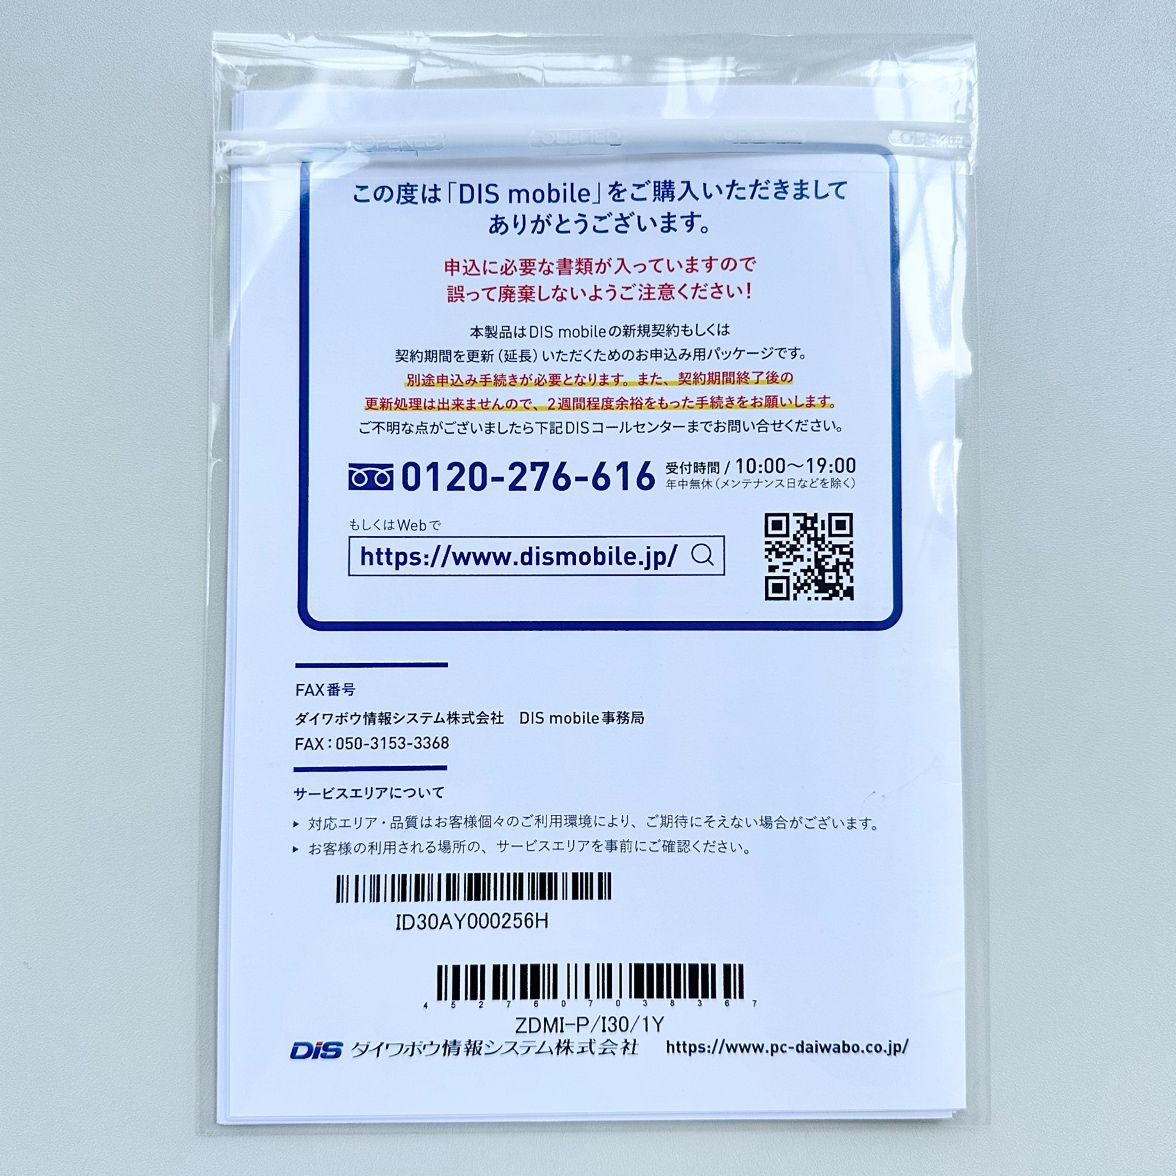 OPENED OPENED OPENED OPENED
この度は「DIS mobile」をご購入いただきまして
ありがとうございます。
申込に必要な書類が入っていますので
誤って廃棄しないようご注意ください！
本製品はDIS mobileの新規契約もしくは
契約期間を更新（延長）いただくためのお申込み用パッケージです。
別途申込み手続きが必要となります。また、契約期間終了後の
更新処理は出来ませんので、2週間程度余裕をもった手続きをお願いします。
ご不明な点がございましたら下記DISコールセンターまでお問い合せください。
0120-276-616 受付時間 / 10:00～19:00
年中無休（メンテナンス日などを除く）
もしくはWebで
https://www.dismobile.jp/
FAX番号
ダイワボウ情報システム株式会社　DIS mobile事務局
FAX：050-3153-3368
サービスエリアについて
▶ 対応エリア・品質はお客様個々のご利用環境により、ご期待にそえない場合がございます。
▶ お客様の利用される場所の、サービスエリアを事前にご確認ください。
ID30AY000256H
4 527607 038367
ZDMI-P/I30/1Y
DIS ダイワボウ情報システム株式会社　https://www.pc-daiwabo.co.jp/